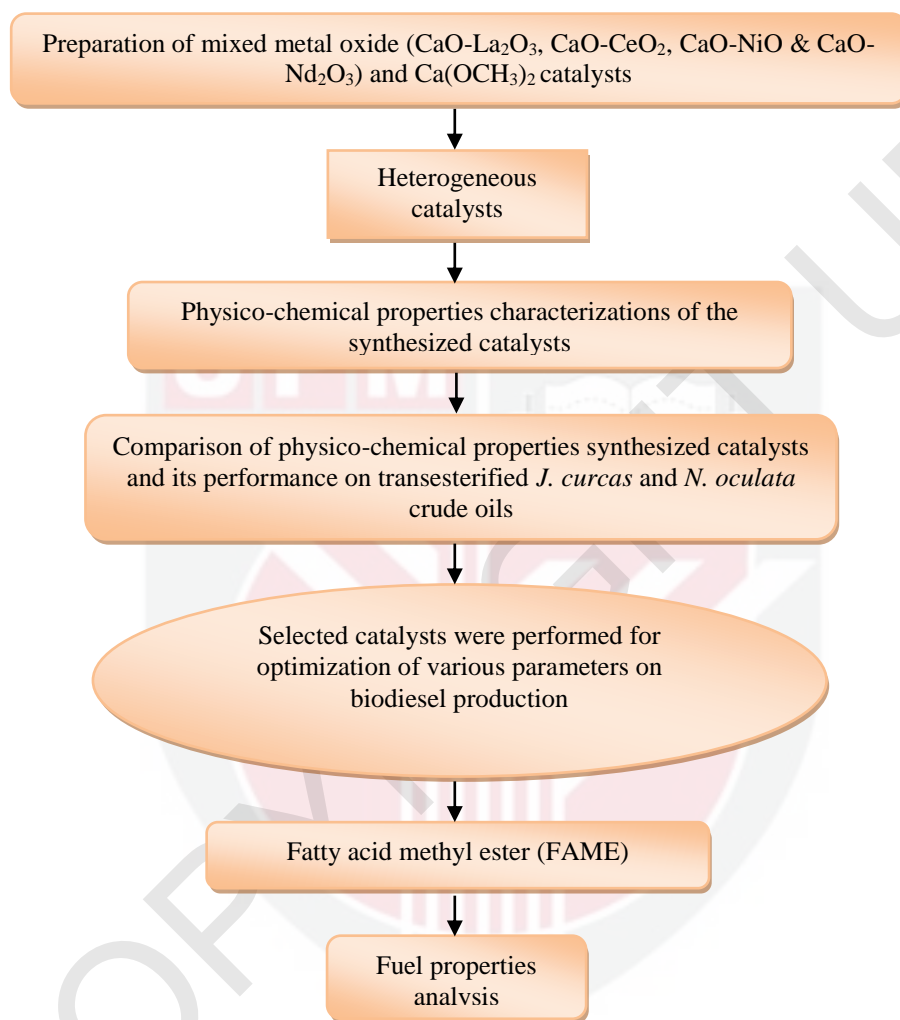 Preparation of mixed metal oxide (CaO-La₂O₃, CaO-CeO₂, CaO-NiO & CaO-
Nd₂O₃) and Ca(OCH₃)₂ catalysts
Heterogeneous
catalysts
Physico-chemical properties characterizations of the
synthesized catalysts
UPM
Comparison of physico-chemical properties synthesized catalysts
and its performance on transesterified J. curcas and N. oculata
crude oils
Selected catalysts were performed for
optimization of various parameters on
biodiesel production
Fatty acid methyl ester (FAME)
Fuel properties
analysis